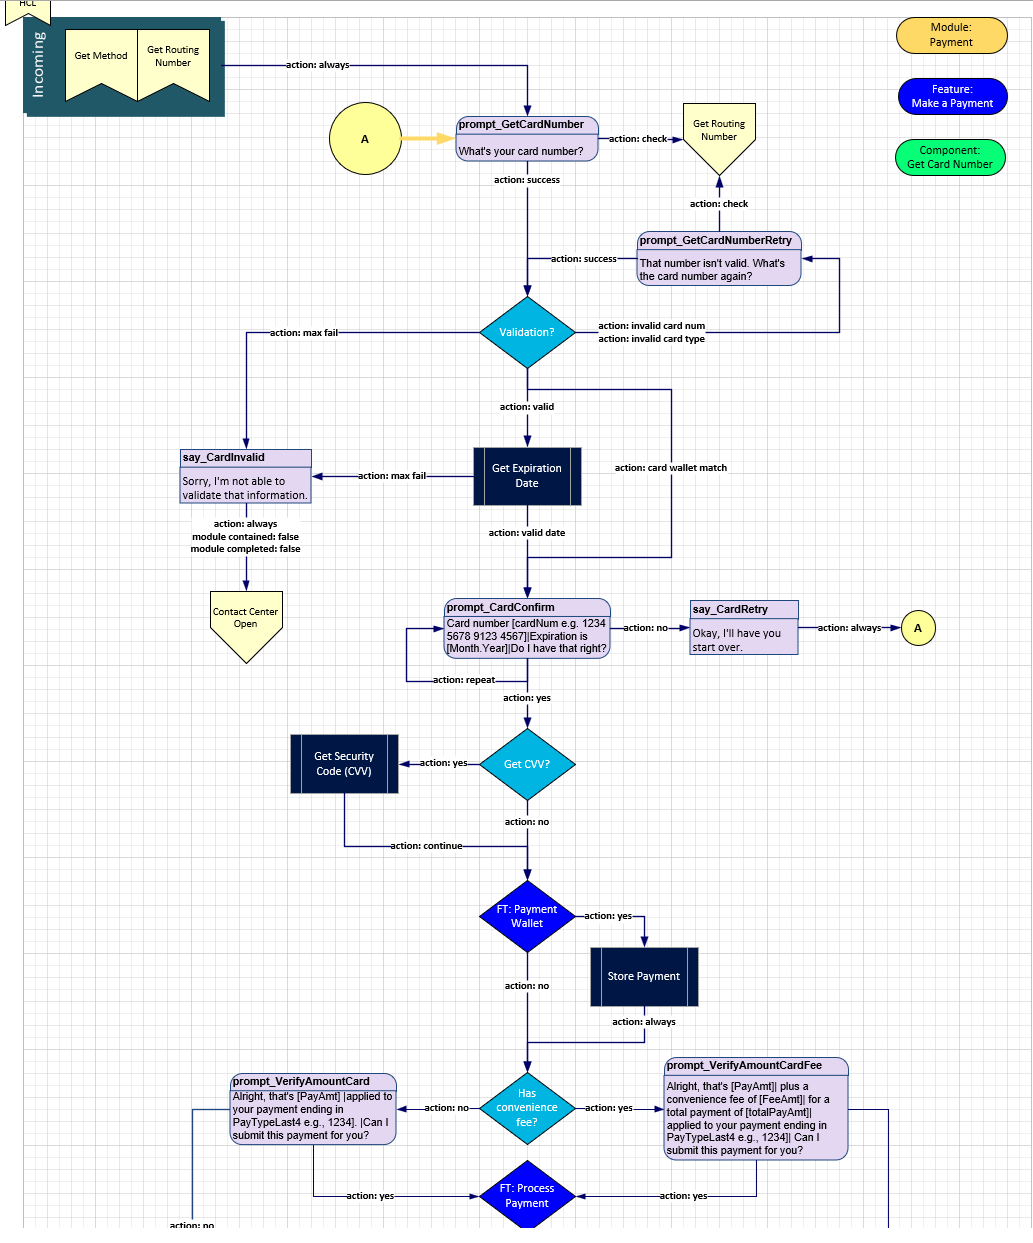 HCL
Incoming
Get Method
Get Routing
Number
action: always
Module:
Payment
Feature:
Make a Payment
Component:
Get Card Number
A
prompt_GetCardNumber
What's your card number?
action: check
Get Routing
Number
action: success
action: check
prompt_GetCardNumberRetry
That number isn't valid. What's
the card number again?
action: success
Validation?
action: max fail
action: invalid card num
action: invalid card type
action: valid
action: card wallet match
say_CardInvalid
Sorry, I'm not able to
validate that information.
action: max fail
Get Expiration
Date
action: always
module contained: false
module completed: false
action: valid date
Contact Center
Open
prompt_CardConfirm
Card number [cardNum e.g. 1234
5678 9123 4567]|Expiration is
[Month.Year]|Do I have that right?
action: no
say_CardRetry
Okay, I'll have you
start over.
action: always
A
action: repeat
action: yes
Get Security
Code (CVV)
action: yes
Get CVV?
action: no
action: continue
FT: Payment
Wallet
action: yes
Store Payment
action: no
action: always
prompt_VerifyAmountCard
Alright, that's [PayAmt] |applied to
your payment ending in
PayTypeLast4 e.g., 1234]. |Can I
submit this payment for you?
action: no
Has
convenience
fee?
action: yes
prompt_VerifyAmountCardFee
Alright, that's [PayAmt]| plus a
convenience fee of [FeeAmt]| for a
total payment of [totalPayAmt]|
applied to your payment ending in
PayTypeLast4 e.g., 1234]| Can I
submit this payment for you?
action: yes
FT: Process
Payment
action: yes
action: no